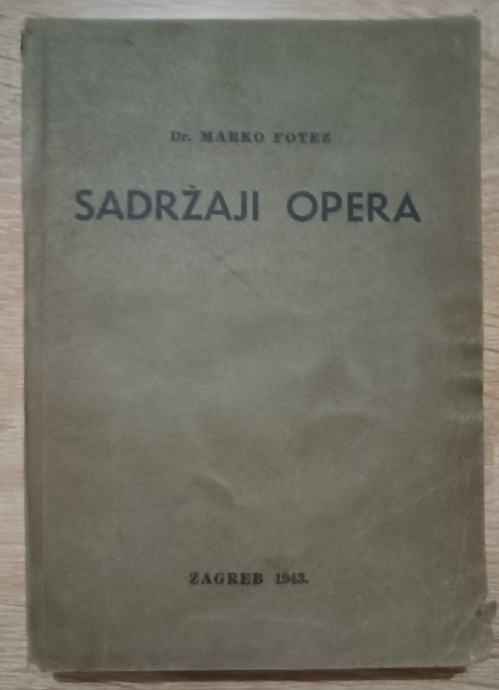 Dr. MARKO FOTEZ
SADRŽAJI OPERA
ZAGREB 1943.